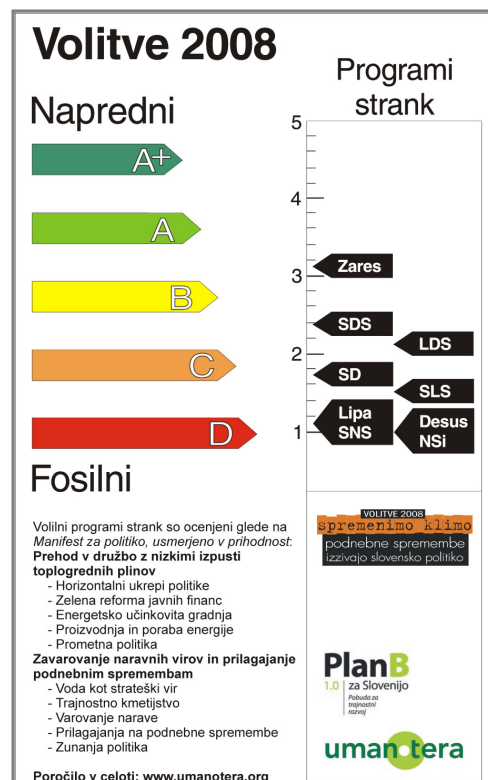 Volitve 2008
Napredni
A+
A
B
C
D
Fosilni
Programi
strank
5
4
3
2
1
Zares
SDS
LDS
SD
SLS
Lipa
SNS
Desus
NSi
Volilni programi strank so ocenjeni glede na
Manifest za politiko, usmerjeno v prihodnost:
Prehod v družbo z nizkimi izpusti
toplogrednih plinov
- Horizontalni ukrepi politike
- Zelena reforma javnih financ
- Energetsko učinkovita gradnja
- Proizvodnja in poraba energije
- Prometna politika
Zavarovanje naravnih virov in prilagajanje
podnebnim spremembam
- Voda kot strateški vir
- Trajnostno kmetijstvo
- Varovanje narave
- Prilagajanja na podnebne spremembe
- Zunanja politika
Poročilo v celoti: www.umanotera.org
VOLITVE 2008
spremenimo klimo
podnebne spremembe
izzivajo slovensko politiko
PlanB
1.0 za Slovenijo
Pobuda za
trajnostni
razvoj
umanotera